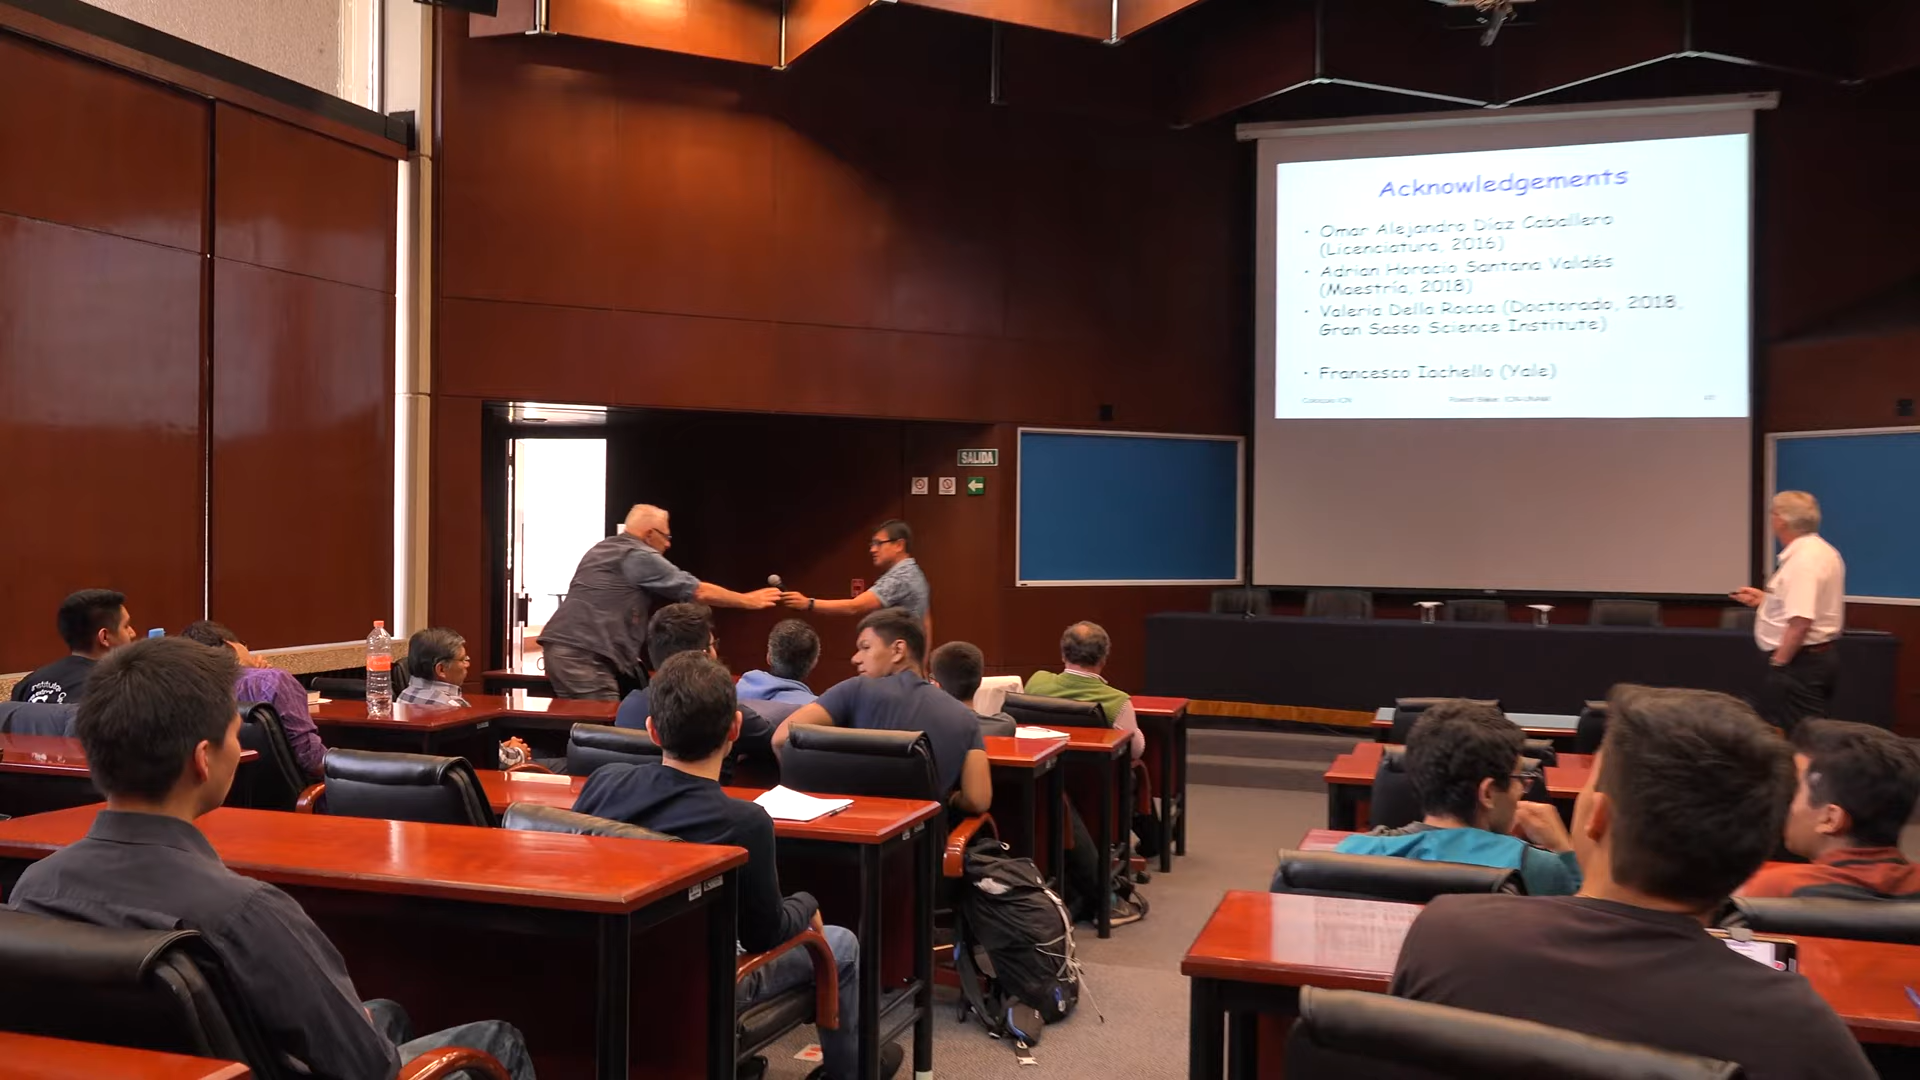 Acknowledgements
• Omar Alejandro Díaz Caballero
(Licenciatura, 2016)
• Adrian Horacio Santana Valdés
(Maestría, 2018)
• Valeria Della Rocca (Doctorado, 2018,
Gran Sasso Science Institute)
• Francesco Iachello (Yale)
SALIDA